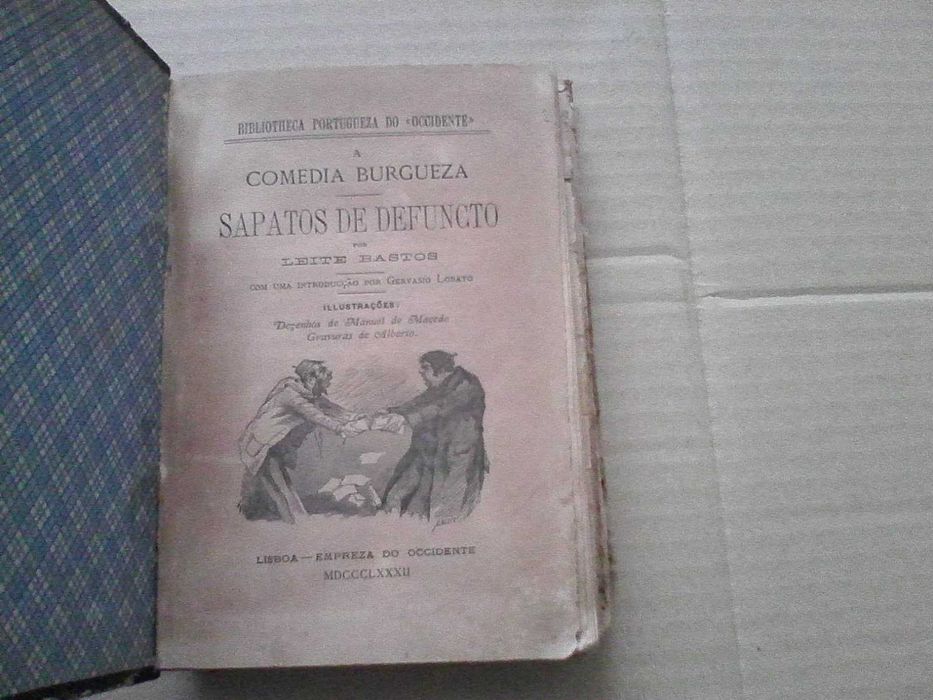 BIBLIOTHECA PORTUGUEZA DO «OCCIDENTE»
A
COMEDIA BURGUEZA
SAPATOS DE DEFUNCTO
POR
LEITE BASTOS
COM UMA INTRODUCÇÃO POR GERVASIO LOBATO
ILLUSTRAÇÕES:
Dezenhos de Manuel de Macedo
Gravuras de Alberto.
LISBOA — EMPREZA DO OCCIDENTE
MDCCCLXXXII